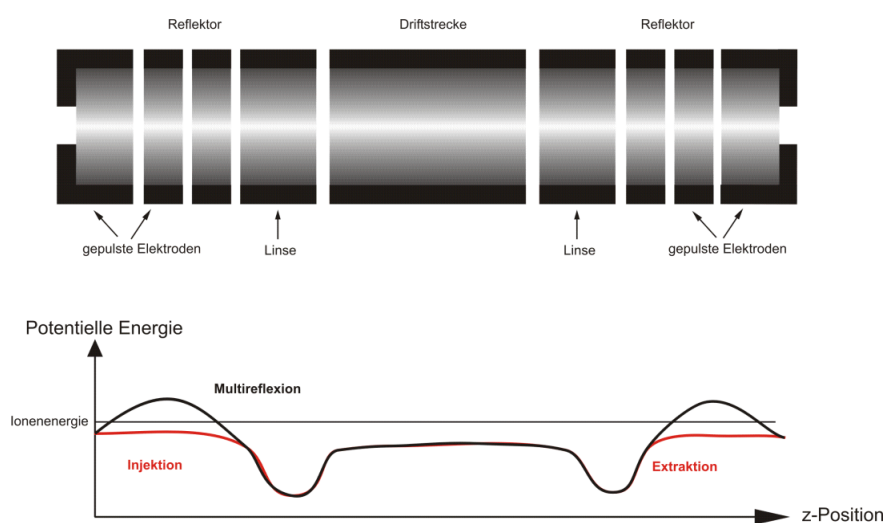 Reflektor
Driftstrecke
Reflektor
gepulste Elektroden
Linse
Linse
gepulste Elektroden
Potentielle Energie
Multireflexion
Ionenenergie
Injektion
Extraktion
z-Position